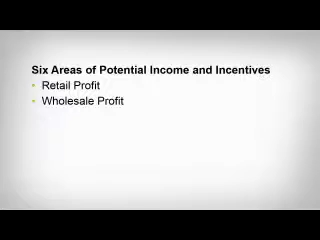 Six Areas of Potential Income and Incentives
• Retail Profit
• Wholesale Profit